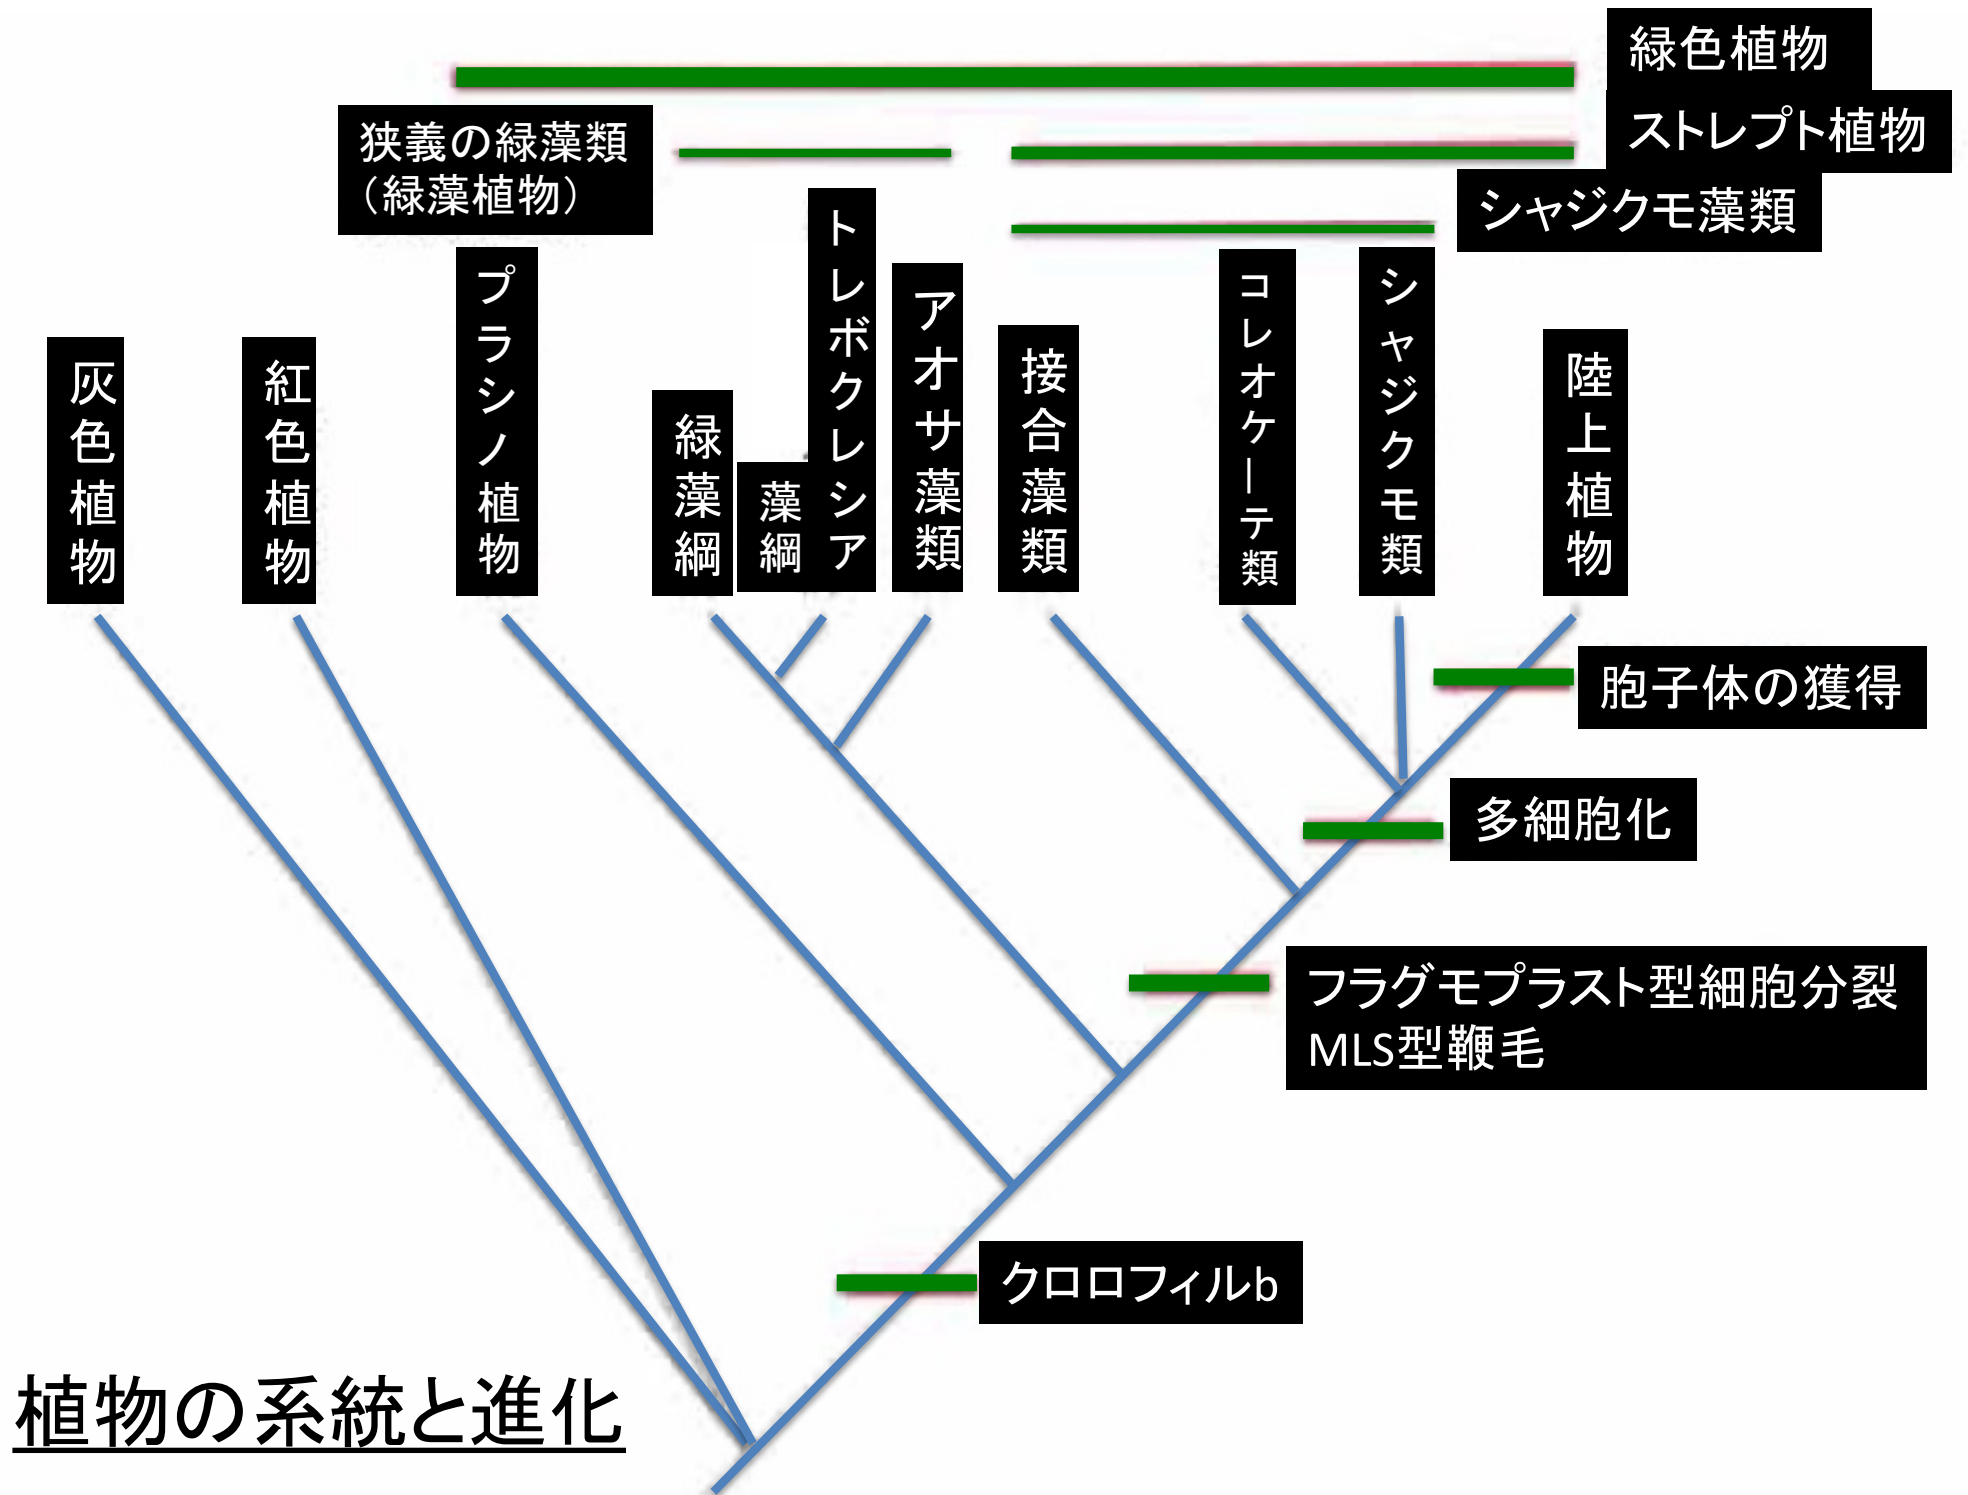 緑色植物
ストレプト植物
狭義の緑藻類
（緑藻植物）
シャジクモ藻類
灰色植物
紅色植物
プラシノ植物
緑藻綱
トレボクレシア
藻綱
アオサ藻類
接合藻類
コレオケーテ類
シャジクモ類
陸上植物
胞子体の獲得
多細胞化
フラグモプラスト型細胞分裂
MLS型鞭毛
クロロフィルb
植物の系統と進化